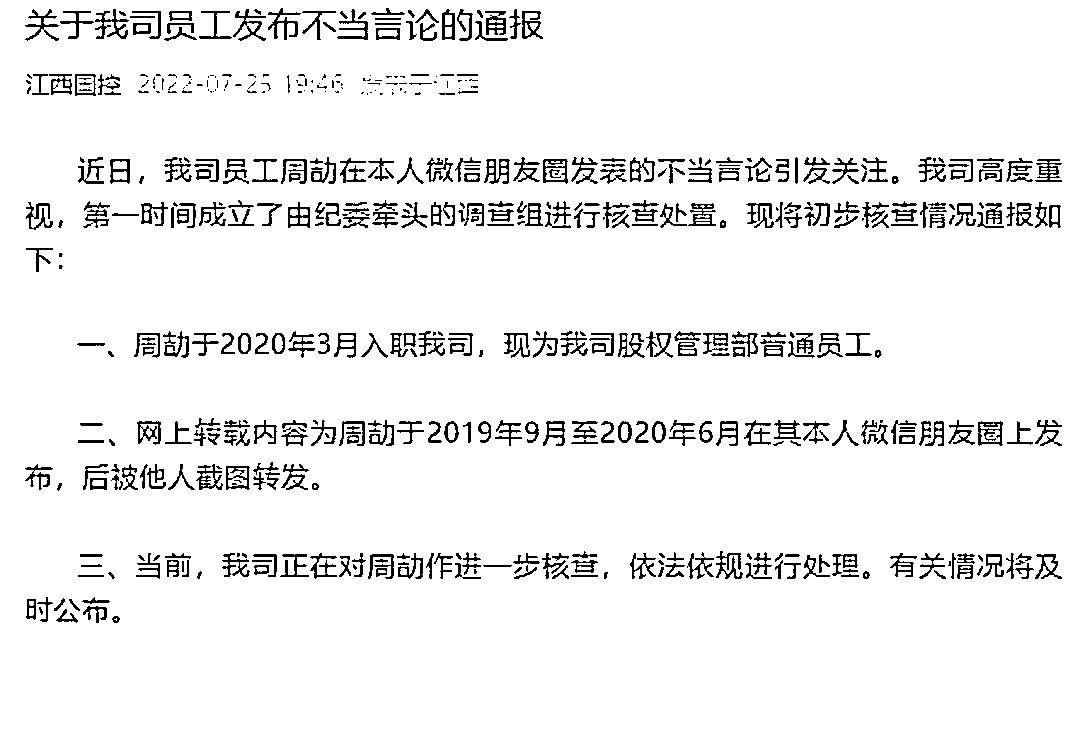 关于我司员工发布不当言论的通报
江西国控 2022-07-25 19:46 发表于江西
近日，我司员工周劼在本人微信朋友圈发表的不当言论引发关注。我司高度重
视，第一时间成立了由纪委牵头的调查组进行核查处置。现将初步核查情况通报如
下：
一、周劼于2020年3月入职我司，现为我司股权管理部普通员工。
二、网上转载内容为周劼于2019年9月至2020年6月在其本人微信朋友圈上发
布，后被他人截图转发。
三、当前，我司正在对周劼作进一步核查，依法依规进行处理。有关情况将及
时公布。